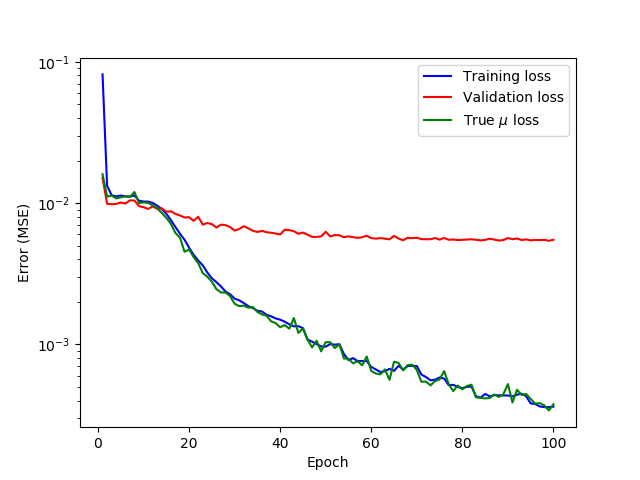 10⁻¹
10⁻²
10⁻³
Error (MSE)
Training loss
Validation loss
True μ loss
0 20 40 60 80 100
Epoch